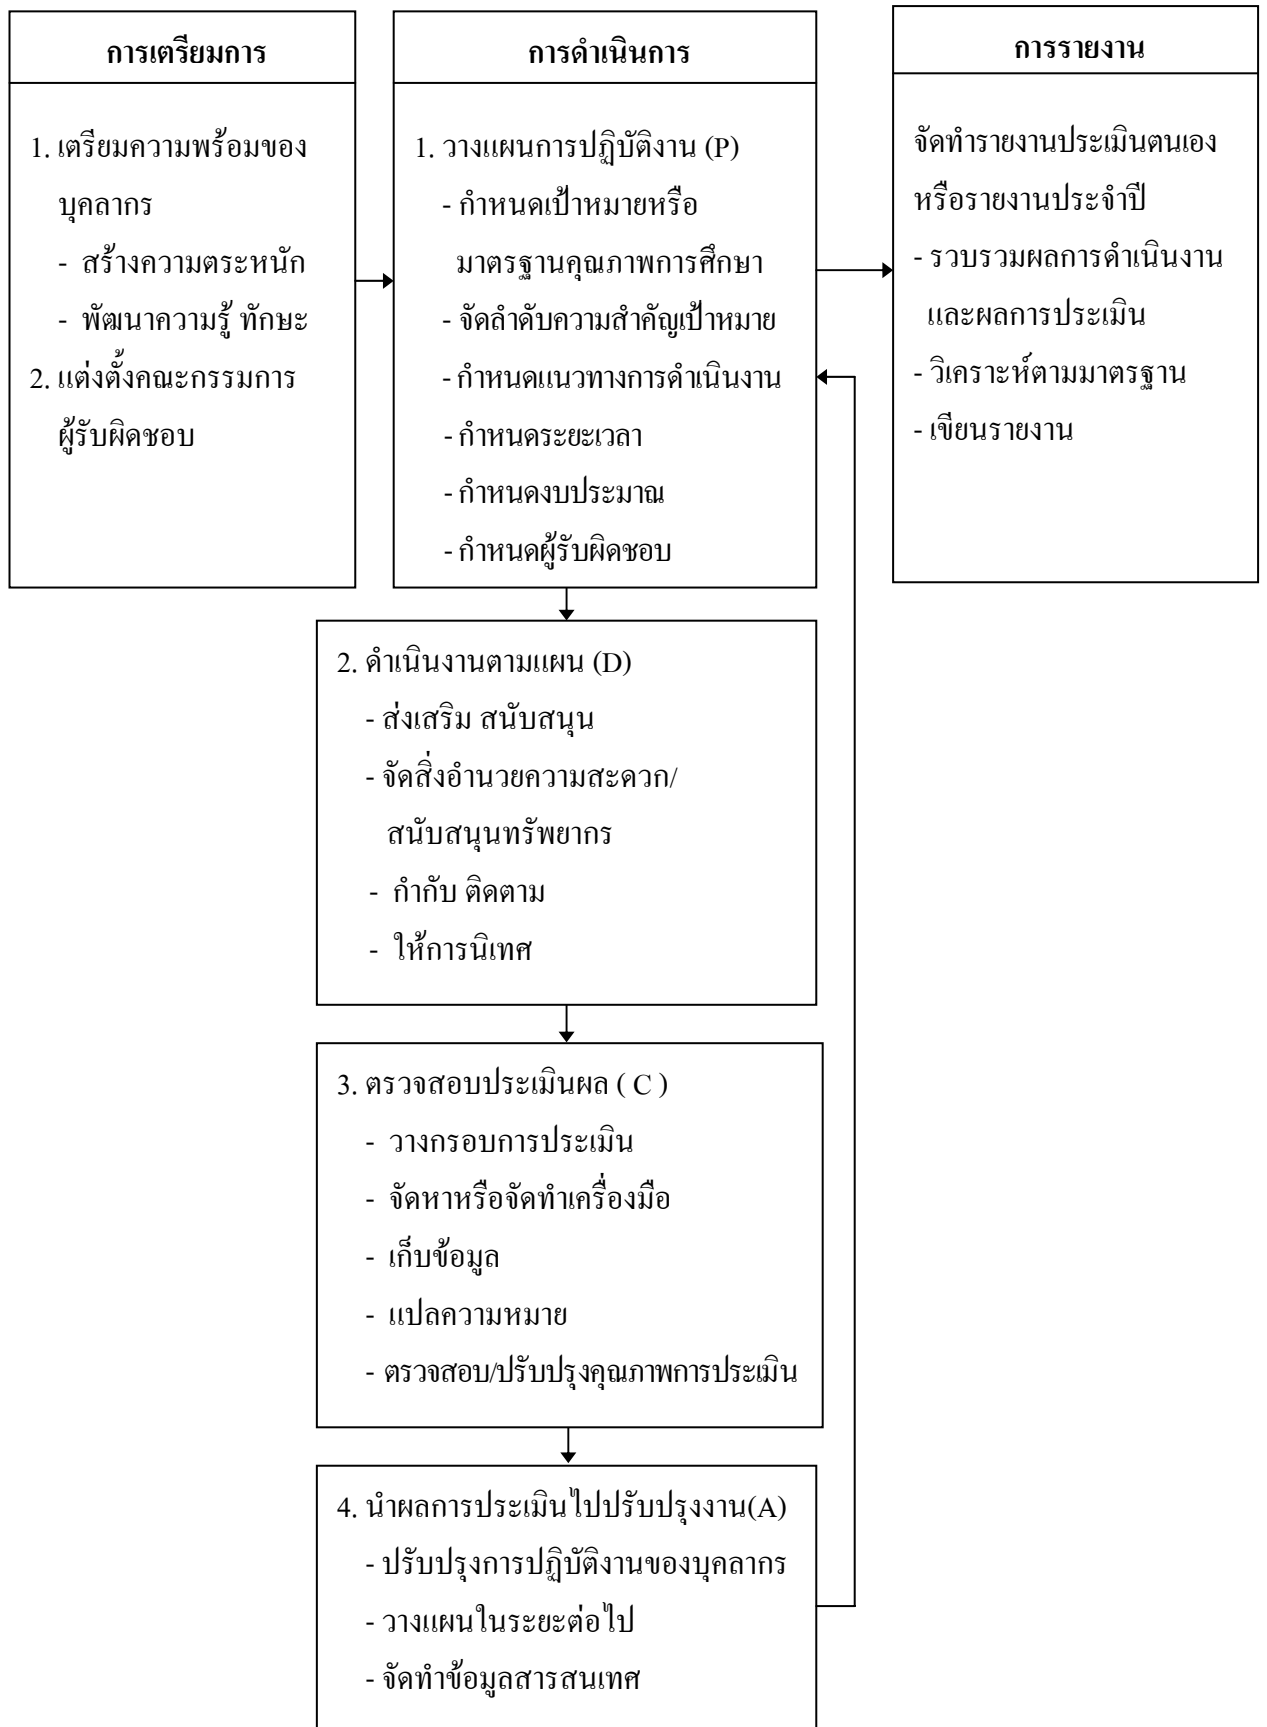 การเตรียมการ
1. เตรียมความพร้อมของ
บุคลากร
- สร้างความตระหนัก
- พัฒนาความรู้ ทักษะ
2. แต่งตั้งคณะกรรมการ
ผู้รับผิดชอบ
การดำเนินการ
1. วางแผนการปฏิบัติงาน (P)
- กำหนดเป้าหมายหรือ
มาตรฐานคุณภาพการศึกษา
- จัดลำดับความสำคัญเป้าหมาย
- กำหนดแนวทางการดำเนินงาน
- กำหนดระยะเวลา
- กำหนดงบประมาณ
- กำหนดผู้รับผิดชอบ
การรายงาน
จัดทำรายงานประเมินตนเอง
หรือรายงานประจำปี
- รวบรวมผลการดำเนินงาน
และผลการประเมิน
- วิเคราะห์ตามมาตรฐาน
- เขียนรายงาน
2. ดำเนินงานตามแผน (D)
- ส่งเสริม สนับสนุน
- จัดสิ่งอำนวยความสะดวก/
สนับสนุนทรัพยากร
- กำกับ ติดตาม
- ให้การนิเทศ
3. ตรวจสอบประเมินผล ( C )
- วางกรอบการประเมิน
- จัดหาหรือจัดทำเครื่องมือ
- เก็บข้อมูล
- แปลความหมาย
- ตรวจสอบ/ปรับปรุงคุณภาพการประเมิน
4. นำผลการประเมินไปปรับปรุงงาน(A)
- ปรับปรุงการปฏิบัติงานของบุคลากร
- วางแผนในระยะต่อไป
- จัดทำข้อมูลสารสนเทศ